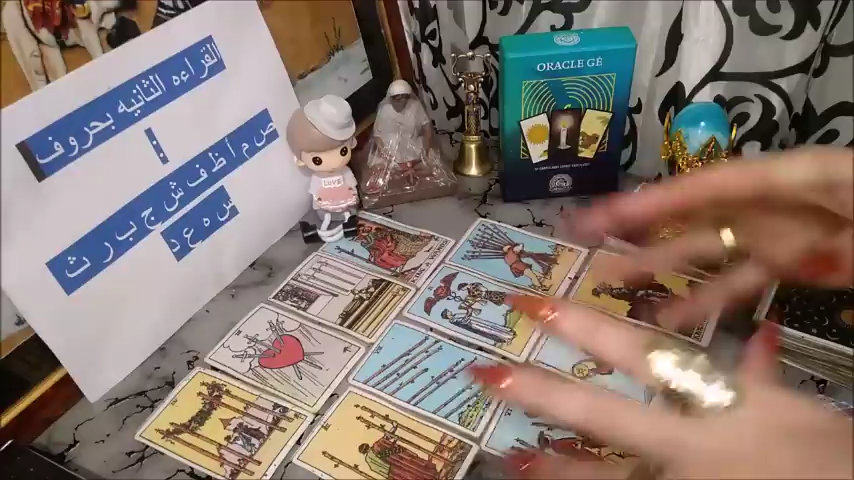 القراءه الثانيه بحروف
ا
ص م أ ظ ف ش ج ب ر ث
س ه ع د
LOVE
ORACLE GÉ